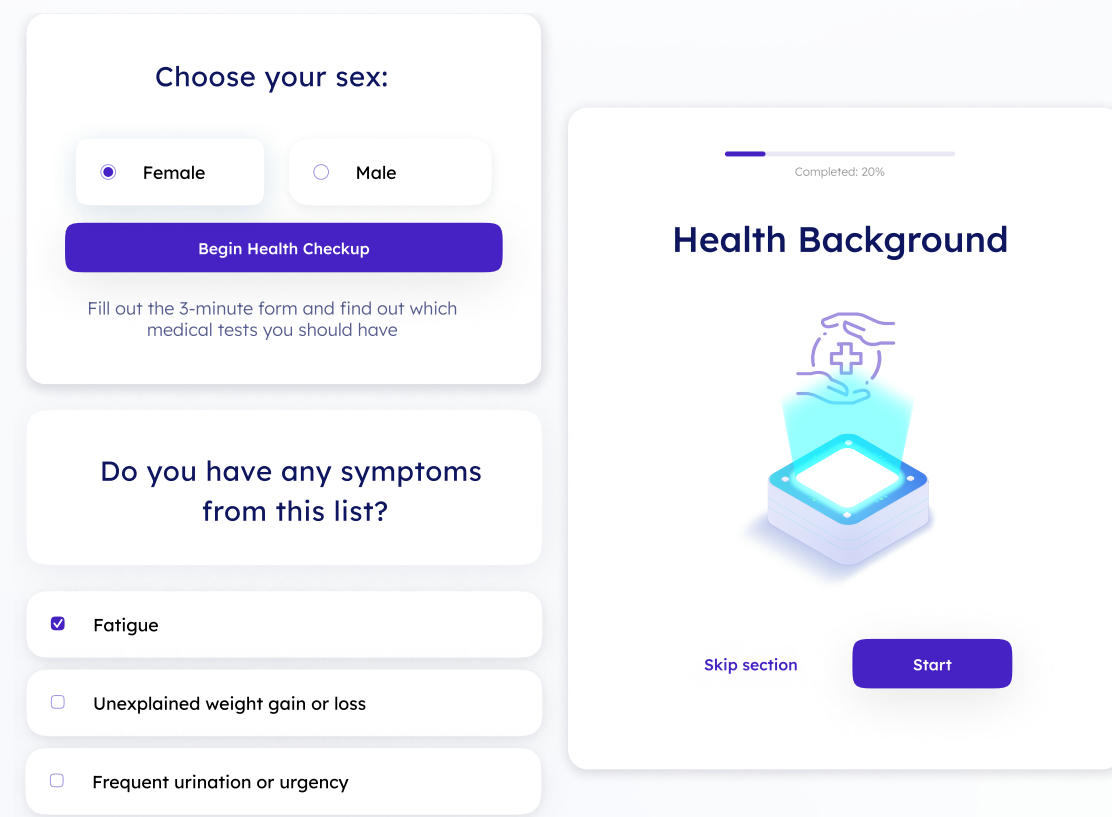 Choose your sex:
Female
Male
Begin Health Checkup
Fill out the 3-minute form and find out which
medical tests you should have
Do you have any symptoms
from this list?
Fatigue
Unexplained weight gain or loss
Frequent urination or urgency
Completed: 20%
Health Background
Skip section
Start